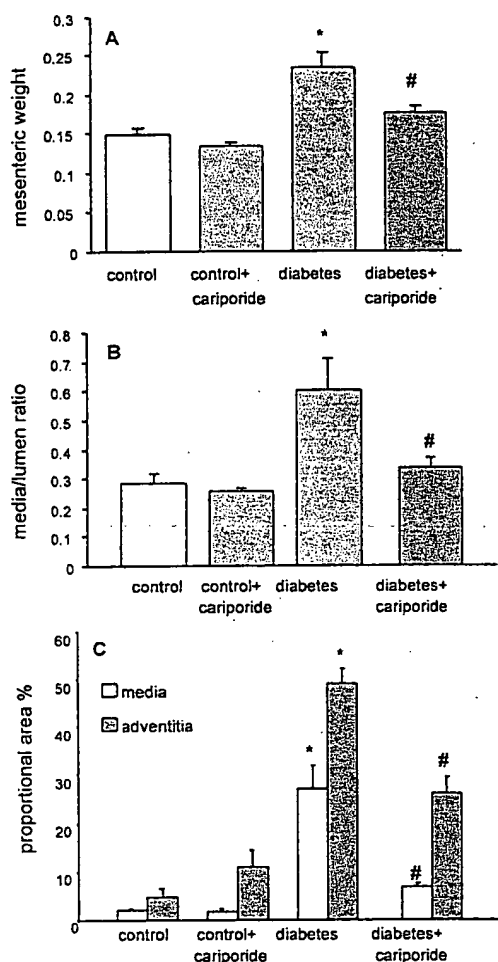 A
mesenteric weight
0.3
0.25
0.2
0.15
0.1
0.05
0
*
#
control
control+
cariporide
diabetes
diabetes+
cariporide
B
media/lumen ratio
0.8
0.7
0.6
0.5
0.4
0.3
0.2
0.1
0
*
#
control
control+
cariporide
diabetes
diabetes+
cariporide
C
proportional area %
60
50
40
30
20
10
0
media
adventitia
*
*
#
#
control
control+
cariporide
diabetes
diabetes+
cariporide